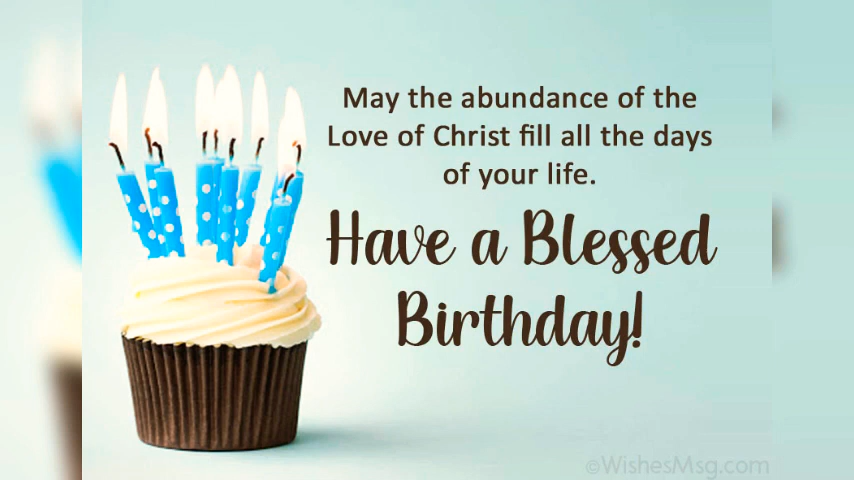 May the abundance of the
Love of Christ fill all the days
of your life.
Have a Blessed
Birthday!
©WishesMsg.com